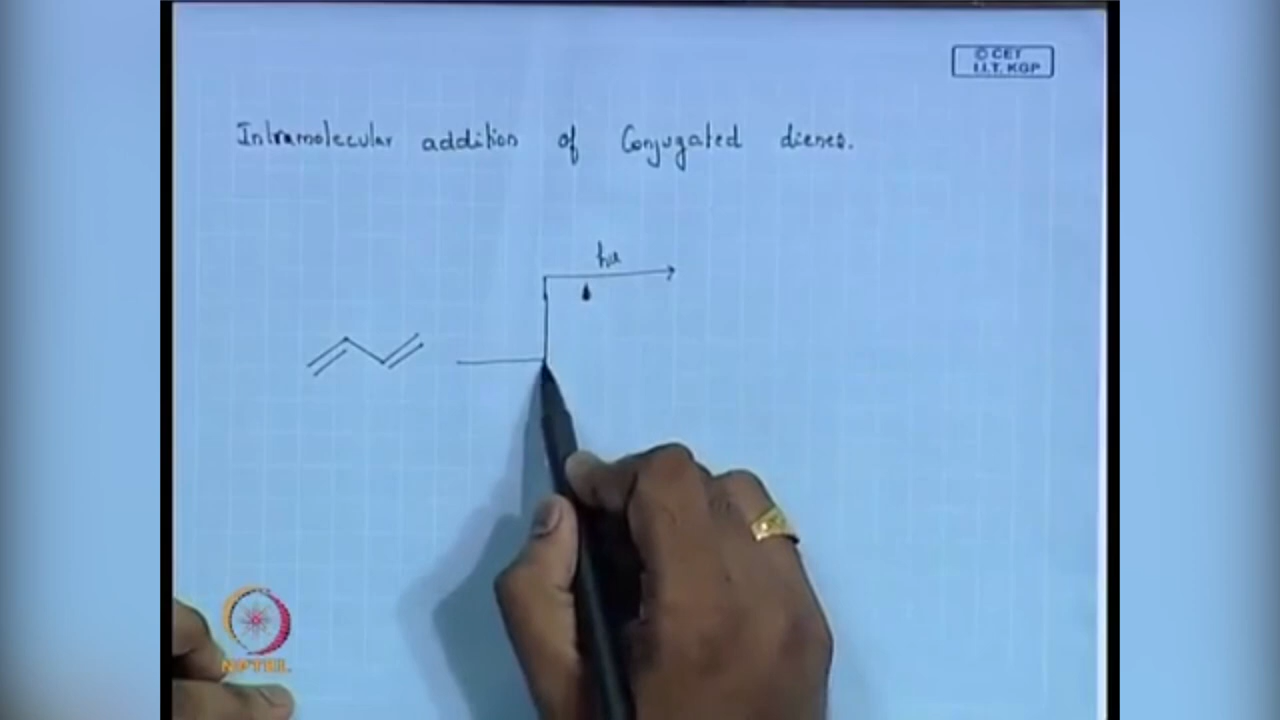 © CET
I.I.T. KGP
Intramolecular addition of Conjugated dienes.
hν
NPTEL